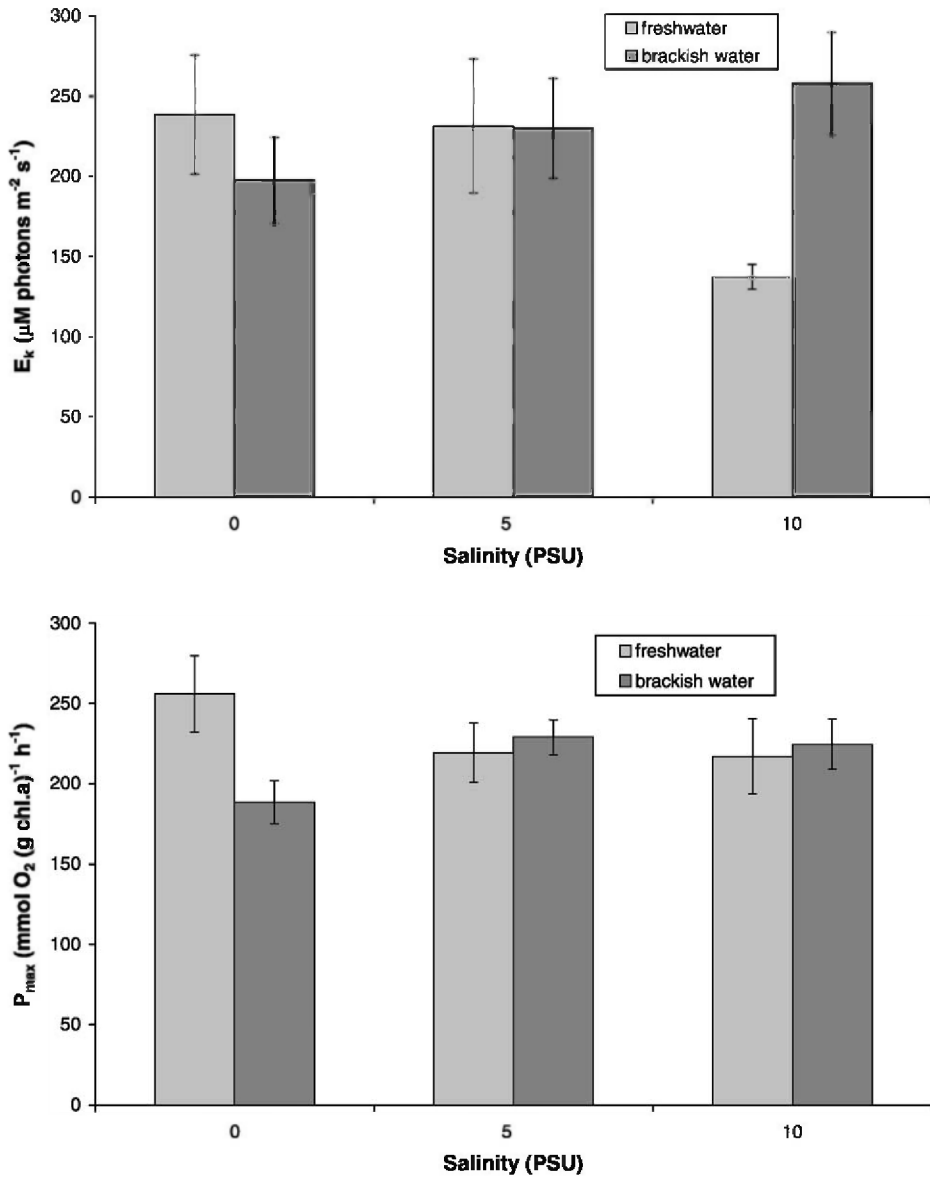 300
250
200
150
100
50
0
E_k (μM photons m⁻² s⁻¹)
freshwater
brackish water
0 5 10
Salinity (PSU)
300
250
200
150
100
50
0
P_max (mmol O₂ (g chl.a)⁻¹ h⁻¹)
freshwater
brackish water
0 5 10
Salinity (PSU)